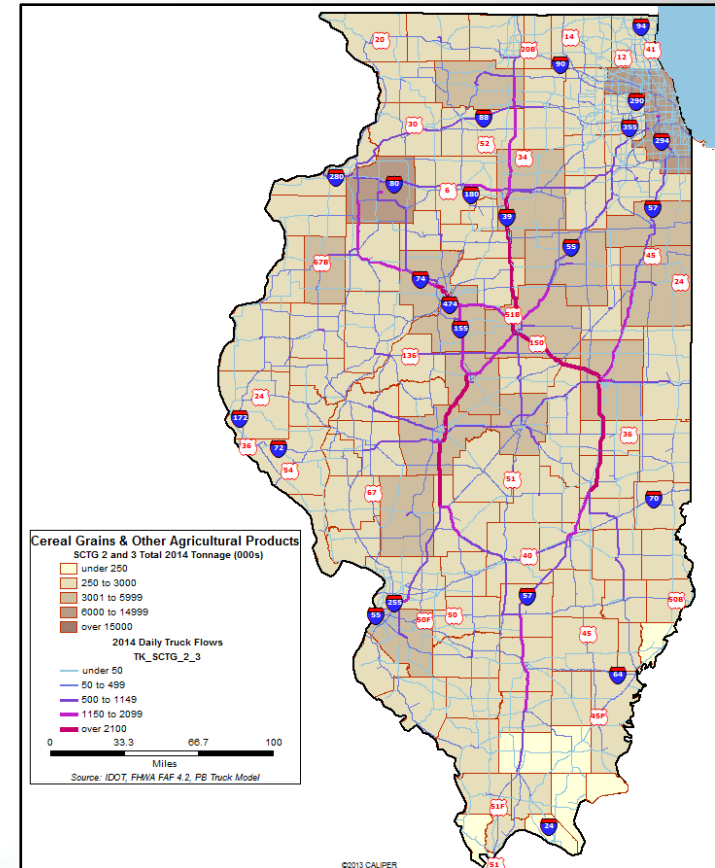 94
20
14
20B
41
12
90
290
88
30
355
294
52
34
280
80
6
180
39
57
55
67B
45
24
74
474
51B
155
150
136
24
172
36
36
72
54
51
67
70
40
57
50B
255
55
50F
50
45
64
45F
51F
24
51
Cereal Grains & Other Agricultural Products
SCTG 2 and 3 Total 2014 Tonnage (000s)
under 250
250 to 3000
3001 to 5999
6000 to 14999
over 15000
2014 Daily Truck Flows
TK_SCTG_2_3
under 50
50 to 499
500 to 1149
1150 to 2099
over 2100
0 33.3 66.7 100
Miles
Source: IDOT, FHWA FAF 4.2, PB Truck Model
©2013 CALIPER